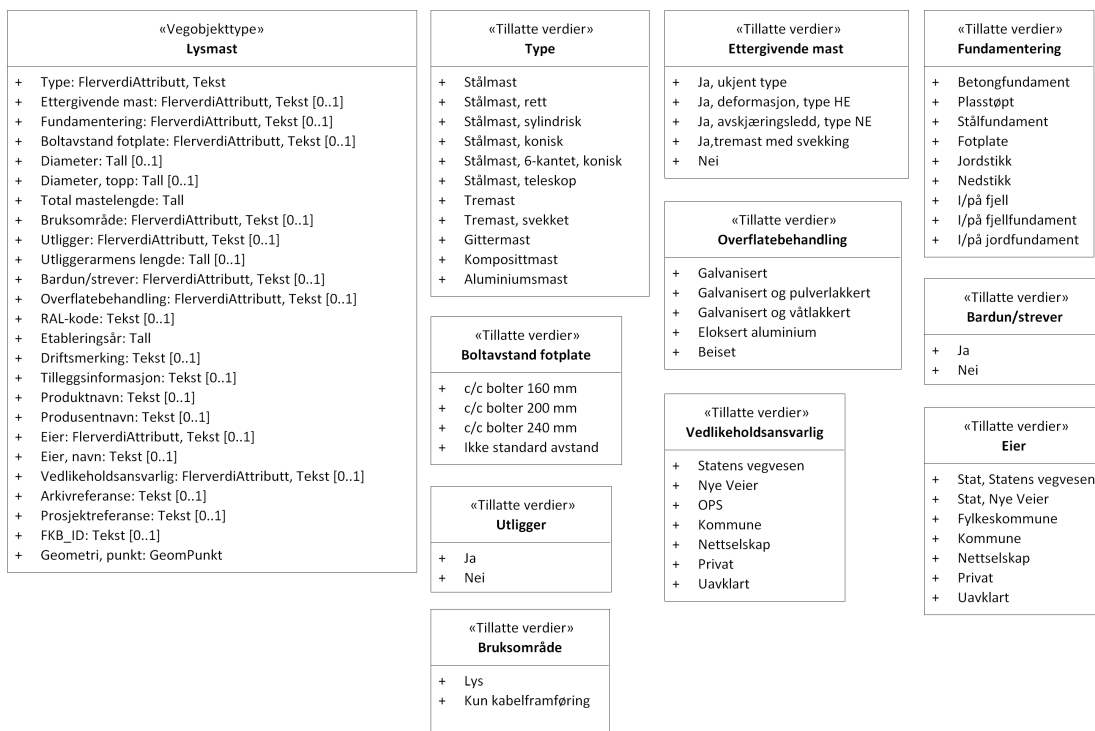 «Vegobjekttype»
Lysmast
+ Type: FlerverdiAttributt, Tekst
+ Ettergivende mast: FlerverdiAttributt, Tekst [0..1]
+ Fundamentering: FlerverdiAttributt, Tekst [0..1]
+ Boltavstand fotplate: FlerverdiAttributt, Tekst [0..1]
+ Diameter: Tall [0..1]
+ Diameter, topp: Tall [0..1]
+ Total mastelengde: Tall
+ Bruksområde: FlerverdiAttributt, Tekst [0..1]
+ Utligger: FlerverdiAttributt, Tekst [0..1]
+ Utliggerarmens lengde: Tall [0..1]
+ Bardun/strever: FlerverdiAttributt, Tekst [0..1]
+ Overflatebehandling: FlerverdiAttributt, Tekst [0..1]
+ RAL-kode: Tekst [0..1]
+ Etableringsår: Tall
+ Driftsmerking: Tekst [0..1]
+ Tilleggsinformasjon: Tekst [0..1]
+ Produktnavn: Tekst [0..1]
+ Produsentnavn: Tekst [0..1]
+ Eier: FlerverdiAttributt, Tekst [0..1]
+ Eier, navn: Tekst [0..1]
+ Vedlikeholdsansvarlig: FlerverdiAttributt, Tekst [0..1]
+ Arkivreferanse: Tekst [0..1]
+ Prosjektreferanse: Tekst [0..1]
+ FKB_ID: Tekst [0..1]
+ Geometri, punkt: GeomPunkt
«Tillatte verdier»
Type
+ Stålmast
+ Stålmast, rett
+ Stålmast, sylindrisk
+ Stålmast, konisk
+ Stålmast, 6-kantet, konisk
+ Stålmast, teleskop
+ Tremast
+ Tremast, svekket
+ Gittermast
+ Komposittmast
+ Aluminiumsmast
«Tillatte verdier»
Boltavstand fotplate
+ c/c bolter 160 mm
+ c/c bolter 200 mm
+ c/c bolter 240 mm
+ Ikke standard avstand
«Tillatte verdier»
Utligger
+ Ja
+ Nei
«Tillatte verdier»
Bruksområde
+ Lys
+ Kun kabelframføring
«Tillatte verdier»
Ettergivende mast
+ Ja, ukjent type
+ Ja, deformasjon, type HE
+ Ja, avskjæringsledd, type NE
+ Ja,tremast med svekking
+ Nei
«Tillatte verdier»
Overflatebehandling
+ Galvanisert
+ Galvanisert og pulverlakkert
+ Galvanisert og våtlakkert
+ Eloksert aluminium
+ Beiset
«Tillatte verdier»
Vedlikeholdsansvarlig
+ Statens vegvesen
+ Nye Veier
+ OPS
+ Kommune
+ Nettselskap
+ Privat
+ Uavklart
«Tillatte verdier»
Fundamentering
+ Betongfundament
+ Plasstøpt
+ Stålfundament
+ Fotplate
+ Jordstikk
+ Nedstikk
+ I/på fjell
+ I/på fjellfundament
+ I/på jordfundament
«Tillatte verdier»
Bardun/strever
+ Ja
+ Nei
«Tillatte verdier»
Eier
+ Stat, Statens vegvesen
+ Stat, Nye Veier
+ Fylkeskommune
+ Kommune
+ Nettselskap
+ Privat
+ Uavklart